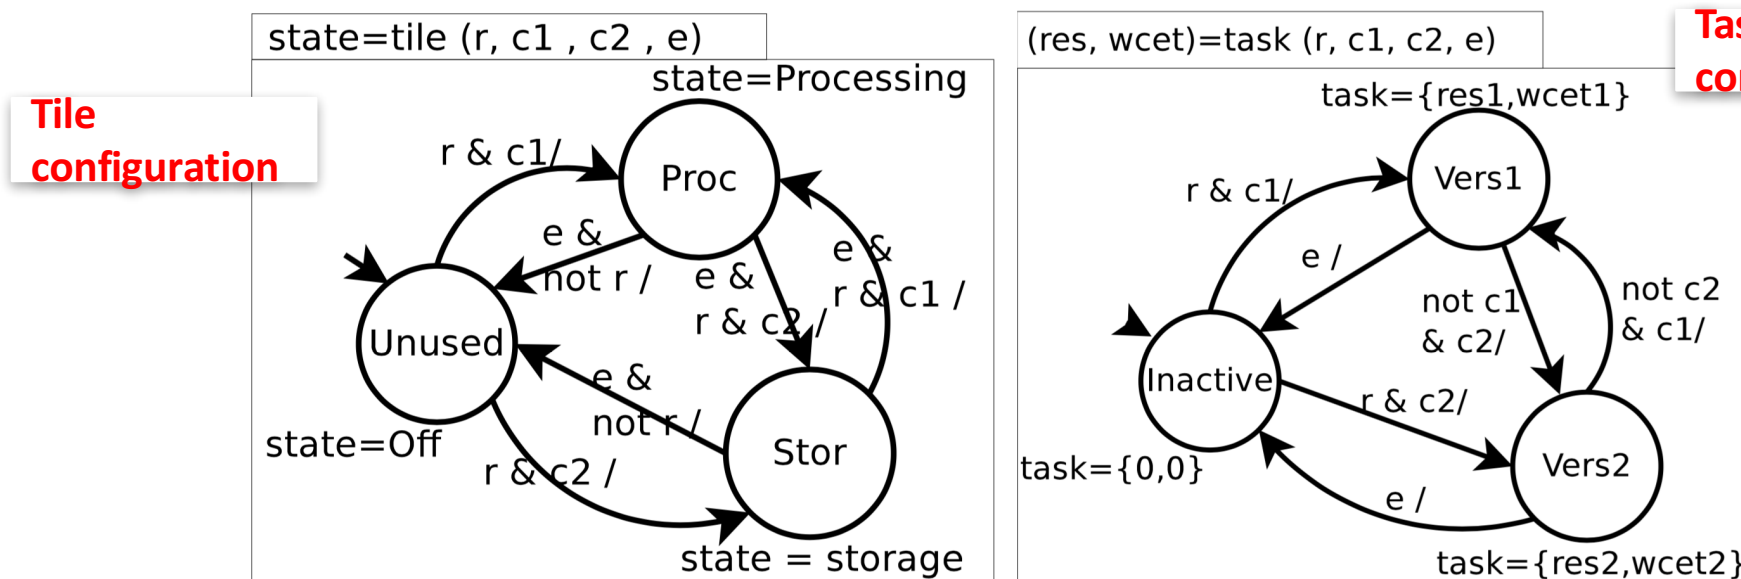 state=tile (r, c1 , c2 , e)
Tile
configuration
state=Processing
r & c1/
Proc
e &
not r /
e &
r & c2 /
e &
r & c1 /
Unused
state=Off
e &
not r /
r & c2 /
Stor
state = storage
(res, wcet)=task (r, c1, c2, e)
task={res1,wcet1}
r & c1/
Vers1
e /
not c1
& c2/
not c2
& c1/
Inactive
task={0,0}
r & c2/
Vers2
e /
task={res2,wcet2}